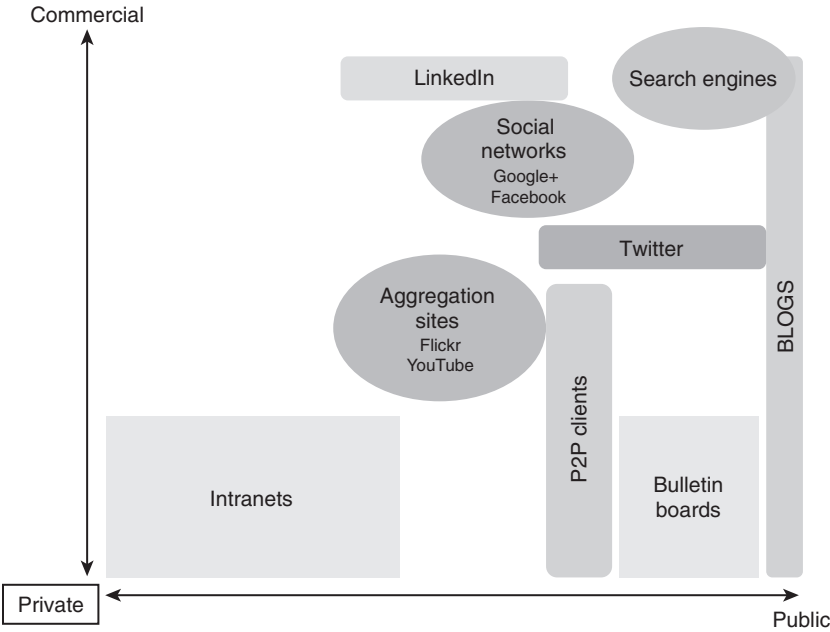 Commercial
LinkedIn
Search engines
Social
networks
Google+
Facebook
Twitter
Aggregation
sites
Flickr
YouTube
BLOGS
P2P clients
Intranets
Bulletin
boards
Private
Public